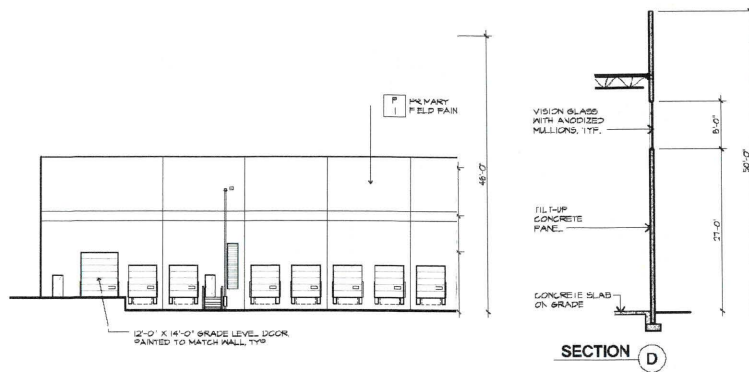 P
1
PRIMARY
FIELD PAIN
48'-0"
12'-0" X 14'-0" GRADE LEVEL DOOR,
PAINTED TO MATCH WALL, TYP
VISION GLASS
WITH ANODIZED
MULLIONS, TYP.
TILT-UP
CONCRETE
PANEL
CONCRETE SLAB
ON GRADE
8'-0"
27'-0"
50'-0"
SECTION D